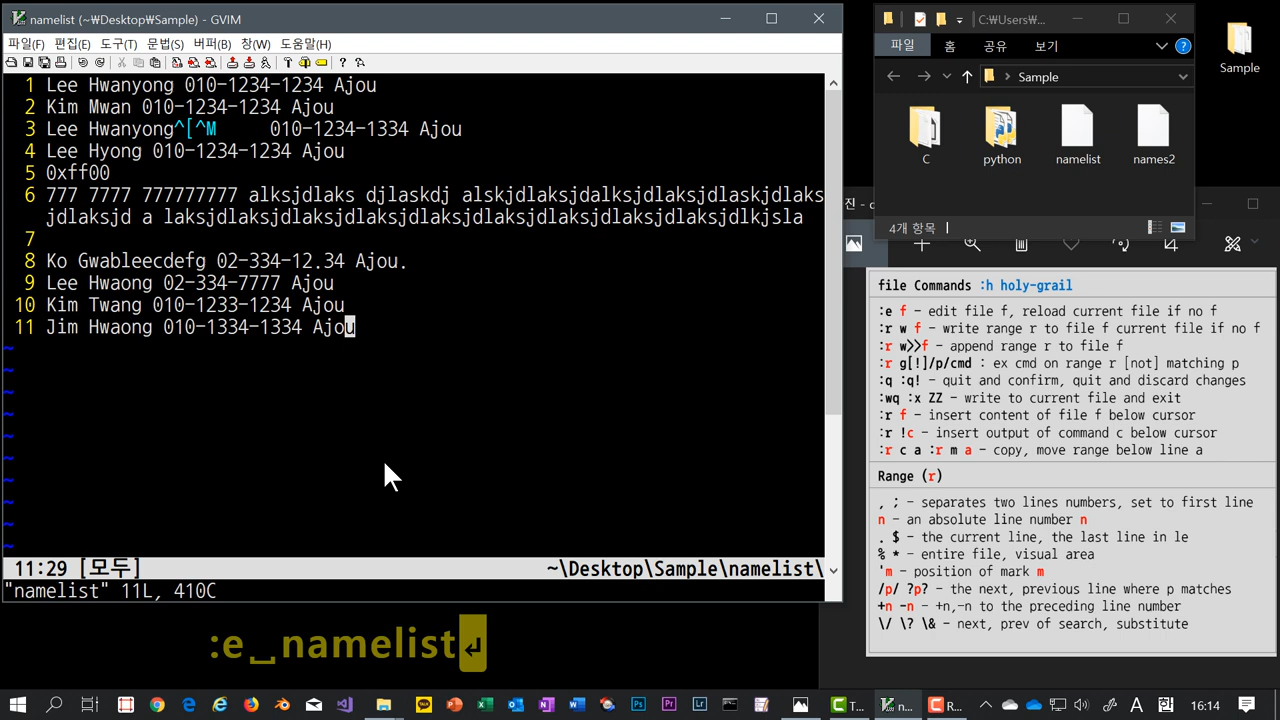 namelist (~₩Desktop₩Sample) - GVIM
파일(F) 편집(E) 도구(T) 문법(S) 버퍼(B) 창(W) 도움말(H)
1 Lee Hwanyong 010-1234-1234 Ajou
2 Kim Mwan 010-1234-1234 Ajou
3 Lee Hwanyong^[^M 010-1234-1334 Ajou
4 Lee Hyong 010-1234-1234 Ajou
5 0xff00
6 777 7777 777777777 alksjdlaks djlaskdj alskjdlaksjdalksjdlaksjdlaskjdlaks
jdlaksjd a laksjdlaksjdlaksjdlaksjdlaksjdlaksjdlaksjdlaksjdlkjsla
7
8 Ko Gwableecdefg 02-334-12.34 Ajou.
9 Lee Hwaong 02-334-7777 Ajou
10 Kim Twang 010-1233-1234 Ajou
11 Jim Hwaong 010-1334-1334 Ajou
~
~
~
~
~
~
~
~
~
~
11:29 [모두] ~\Desktop\Sample\namelist\
"namelist" 11L, 410C
:e␣namelist↵
C:₩Users₩...
파일 홈 공유 보기
Sample
C python namelist names2
4개 항목
Sample
file Commands :h holy-grail
:e f - edit file f, reload current file if no f
:r w f - write range r to file f current file if no f
:r w>>f - append range r to file f
:r g[!]/p/cmd : ex cmd on range r [not] matching p
:q :q! - quit and confirm, quit and discard changes
:wq :x ZZ - write to current file and exit
:r f - insert content of file f below cursor
:r !c - insert output of command c below cursor
:r c a :r m a - copy, move range below line a
Range (r)
, ; - separates two lines numbers, set to first line
n - an absolute line number n
. $ - the current line, the last line in le
% * - entire file, visual area
'm - position of mark m
/p/ ?p? - the next, previous line where p matches
+n -n - +n,-n to the preceding line number
\/ \? \& - next, prev of search, substitute
T... n... R... A 16:14